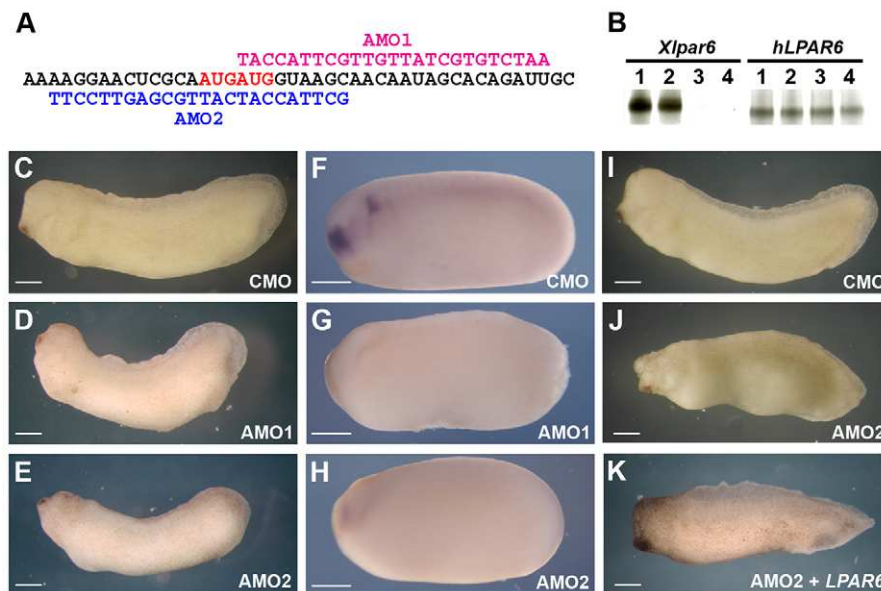 A
AMO1
TACCATTCGTTGTTATCGTGTCTAA
AAAAGGAACUCGCAAUGAUGGUAAGCAACAAUAGCACAGAUUGC
TTCCTTGAGCGTTACTACCATTCG
AMO2
B
Xlpar6 hLPAR6
1 2 3 4 1 2 3 4
C
CMO
F
CMO
I
CMO
D
AMO1
G
AMO1
J
AMO2
E
AMO2
H
AMO2
K
AMO2 + LPAR6